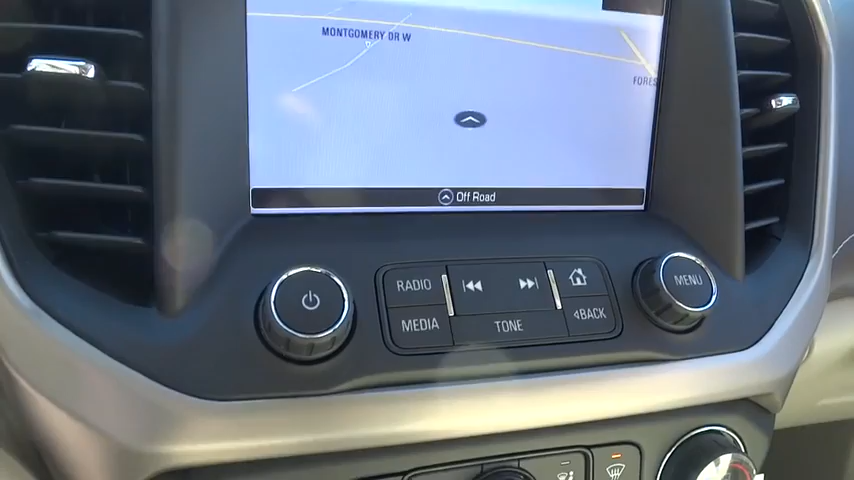 MONTGOMERY DR W
FORES
Off Road
RADIO
MEDIA
TONE
BACK
MENU